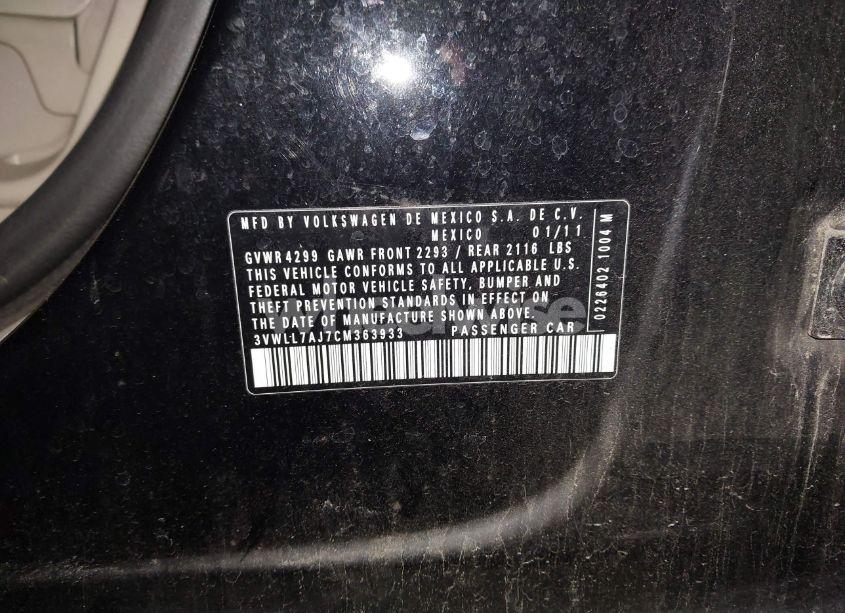 MFD BY VOLKSWAGEN DE MEXICO S.A. DE C.V.
MEXICO 01/11
GVWR 4299 GAWR FRONT 2293 / REAR 2116 LBS
THIS VEHICLE CONFORMS TO ALL APPLICABLE U.S.
FEDERAL MOTOR VEHICLE SAFETY, BUMPER AND
THEFT PREVENTION STANDARDS IN EFFECT ON
THE DATE OF MANUFACTURE SHOWN ABOVE.
3VWLL7AJ7CM363933 PASSENGER CAR
0226402 1004 M